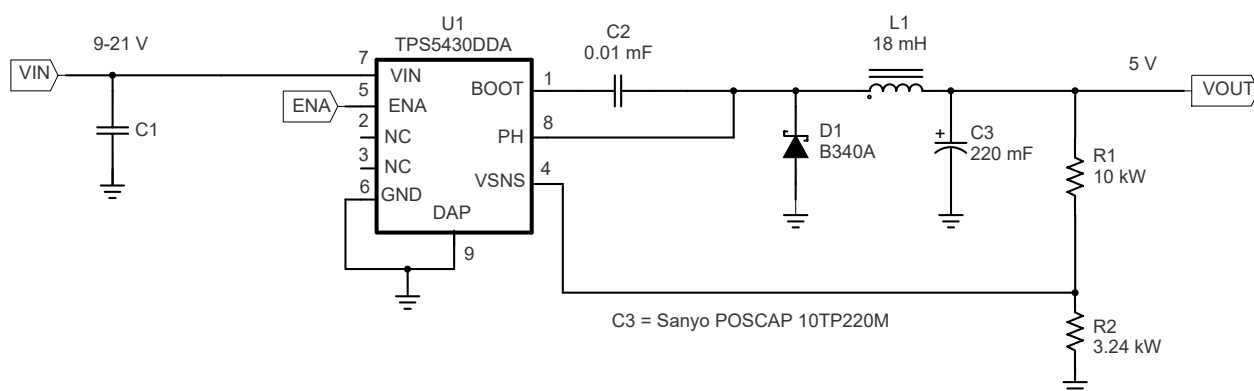 U1
TPS5430DDA
9-21 V
VIN
C1
ENA
7
5
2
3
6
VIN
ENA
NC
NC
GND
DAP
9
BOOT
PH
VSNS
1
8
4
C2
0.01 mF
L1
18 mH
5 V
VOUT
D1
B340A
C3
220 mF
+
R1
10 kW
C3 = Sanyo POSCAP 10TP220M
R2
3.24 kW